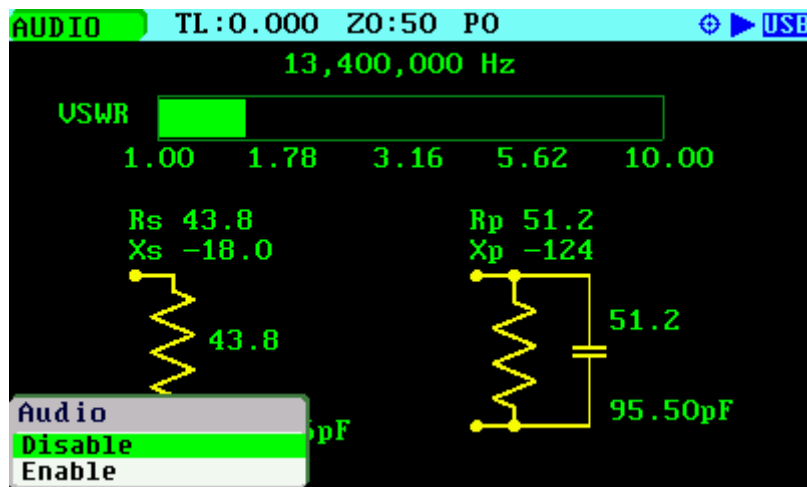 AUDIO TL:0.000 Z0:50 P0 USB
13,400,000 Hz
VSWR
1.00 1.78 3.16 5.62 10.00
Rs 43.8 Rp 51.2
Xs -18.0 Xp -124
43.8 51.2
95.50pF
pF
Audio
Disable
Enable